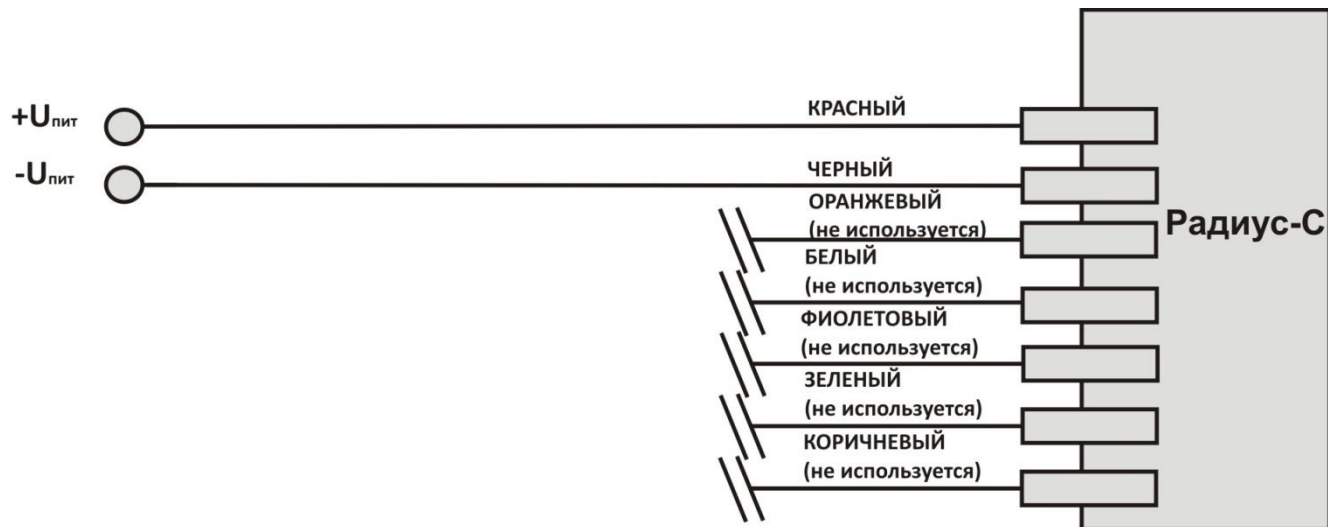 +Uпит
КРАСНЫЙ
-Uпит
ЧЕРНЫЙ
ОРАНЖЕВЫЙ
(не используется)
Радиус-С
БЕЛЫЙ
(не используется)
ФИОЛЕТОВЫЙ
(не используется)
ЗЕЛЕНЫЙ
(не используется)
КОРИЧНЕВЫЙ
(не используется)